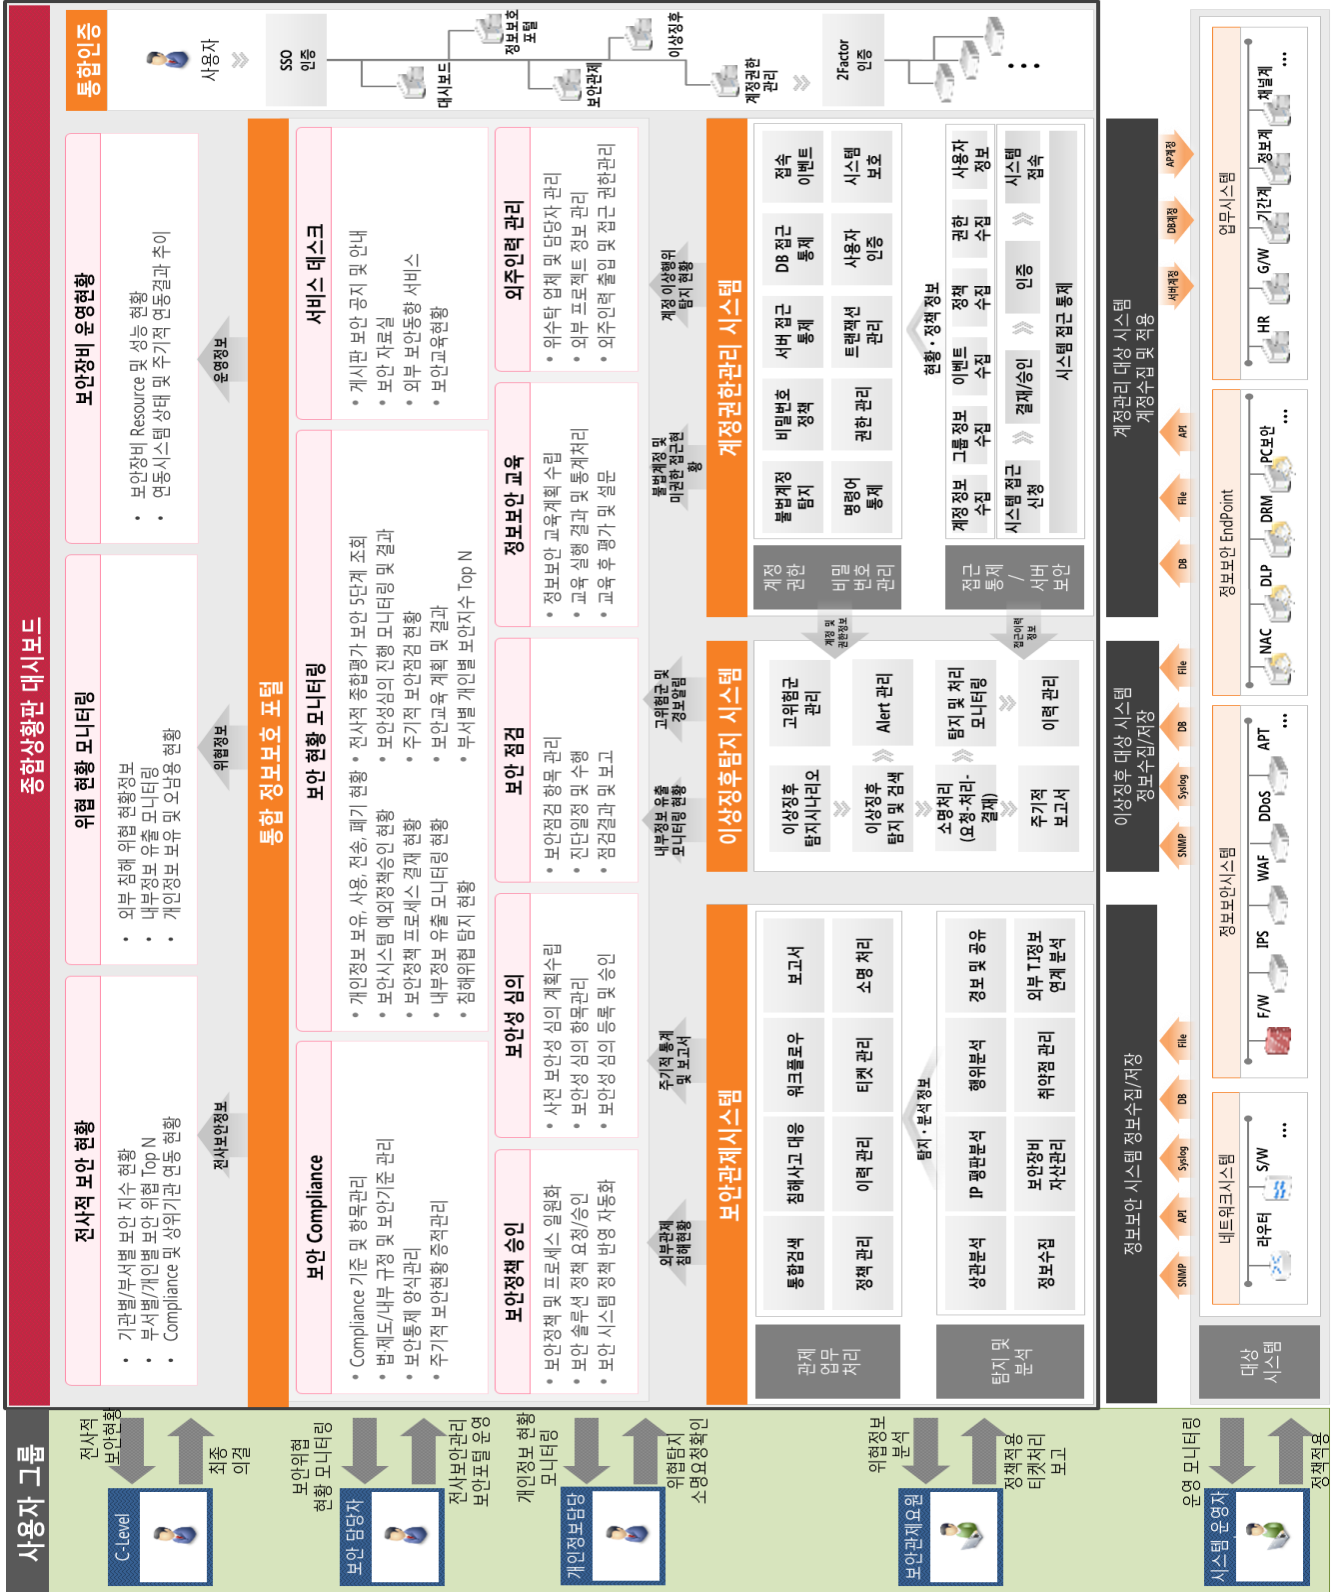 사용자 그룹
C-Level
전사적
보안현황
최종
의결
보안 담당자
보안위협
현황 모니터링
전사보안관리
보안포털 운영
개인정보담당
개인정보 현황
모니터링
위협탐지
소명요청확인
보안관제요원
위협정보
분석
정책적용
티켓처리
보고
시스템 운영자
운영 모니터링
정책적용
종합상황판 대시보드
전사적 보안 현황
• 기관별/부서별 보안 지수 현황
• 부서별/개인별 보안 위협 Top N
• Compliance 및 상위기관 연동 현황
위협 현황 모니터링
• 외부 침해 위협 현황정보
• 내부정보 유출 모니터링
• 개인정보 보유 및 오남용 현황
보안장비 운영현황
• 보안장비 Resource 및 성능 현황
• 연동시스템 상태 및 주기적 연동결과 추이
전사보안정보
위협정보
운영정보
통합인증
사용자
SSO
인증
대시보드
정보보호
포털
보안관제
이상징후
계정권한
관리
2Factor
인증
통합 정보보호 포털
보안 Compliance
• Compliance 기준 및 항목관리
• 법·제도/내부 규정 및 보안기준 관리
• 보안통제 양식관리
• 주기적 보안현황 증적관리
보안 현황 모니터링
• 개인정보 보유, 사용, 전송, 폐기 현황
• 보안시스템 예외정책승인 현황
• 보안정책 프로세스 결재 현황
• 내부정보 유출 모니터링 현황
• 침해위협 탐지 현황
• 전사적 종합평가 보안 5단계 조회
• 보안성심의 진행 모니터링 및 결과
• 주기적 보안점검 현황
• 보안교육 계획 및 결과
• 부서별 개인별 보안지수 Top N
서비스 데스크
• 게시판 보안 공지 및 안내
• 보안 자료실
• 외부 보안동향 서비스
• 보안교육현황
보안정책 승인
• 보안정책 및 프로세스 일원화
• 보안 솔루션 정책 요청/승인
• 보안 시스템 정책 반영 자동화
보안성 심의
• 사전 보안성 심의 계획수립
• 보안성 심의 항목관리
• 보안성 심의 등록 및 승인
보안 점검
• 보안점검 항목 관리
• 진단일정 및 수행
• 점검결과 및 보고
정보보안 교육
• 정보보안 교육계획 수립
• 교육 실행 결과 및 통계처리
• 교육 후 평가 및 설문
외주인력 관리
• 위수탁 업체 및 담당자 관리
• 외부 프로젝트 정보 관리
• 외주인력 출입 및 접근 권한관리
외부관제
침해현황
주기적 통계
및 보고서
내부정보 유출
모니터링 현황
고위험군 및
경보알림
불법계정 및
미권한 접근현
황
계정 이상행위
탐지 현황
보안관제시스템
관제
업무
처리
통합검색
침해사고 대응
워크플로우
보고서
정책 관리
이력 관리
티켓 관리
소명 처리
탐지 • 분석 정보
탐지 및
분석
상관분석
IP 평판분석
행위분석
경보 및 공유
정보수집
보안장비
자산관리
취약점 관리
외부 T.I정보
연계 분석
이상징후탐지 시스템
이상징후
탐지시나리오
고위험군
관리
이상징후
탐지 및 검색
Alert 관리
소명처리
(요청-처리-
결재)
탐지 및 처리
모니터링
주기적
보고서
이력 관리
계정 및
권한정보
접근이력
정보
계정권한관리 시스템
계정
권한
비밀
번호
관리
불법계정
탐지
비밀번호
정책
서버 접근
통제
DB 접근
통제
접속
이벤트
명령어
통제
권한 관리
트랜잭션
관리
사용자
인증
시스템
보호
현황 • 정책 정보
접근
통제
/
서버
보안
계정정보
수집
그룹정보
수집
이벤트
수집
정책
수집
권한
수집
사용자
정보
시스템 접근
신청
결재/승인
인증
시스템
접속
시스템 접근 통제
정보보안 시스템 정보수집/저장
이상징후 대상 시스템
정보수집/저장
계정관리 대상 시스템
계정수집 및 적용
SNMP
API
Syslog
DB
File
SNMP
Syslog
DB
File
DB
File
API
서버계정
DB계정
AP계정
대상
시스템
네트워크시스템
라우터
S/W
정보보안시스템
F/W
IPS
WAF
DDoS
APT
...
정보보안 EndPoint
NAC
DLP
DRM
PC보안
...
업무시스템
HR
G/W
기간계
정보계
채널계
...